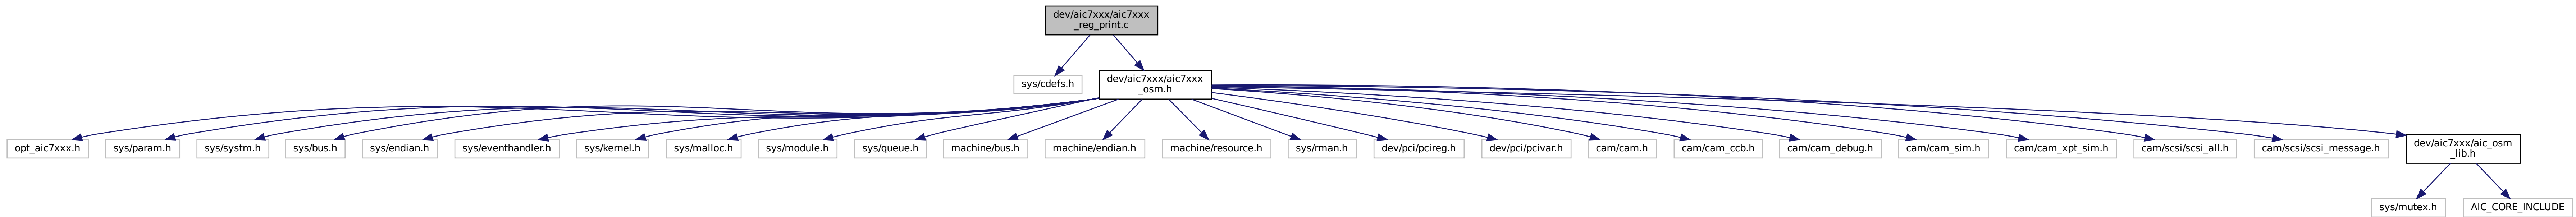 dev/aic7xxx/aic7xxx
_reg_print.c
sys/cdefs.h
dev/aic7xxx/aic7xxx
_osm.h
opt_aic7xxx.h
sys/param.h
sys/systm.h
sys/bus.h
sys/endian.h
sys/eventhandler.h
sys/kernel.h
sys/malloc.h
sys/module.h
sys/queue.h
machine/bus.h
machine/endian.h
machine/resource.h
sys/rman.h
dev/pci/pcireg.h
dev/pci/pcivar.h
cam/cam.h
cam/cam_ccb.h
cam/cam_debug.h
cam/cam_sim.h
cam/cam_xpt_sim.h
cam/scsi/scsi_all.h
cam/scsi/scsi_message.h
dev/aic7xxx/aic_osm
_lib.h
sys/mutex.h
AIC_CORE_INCLUDE